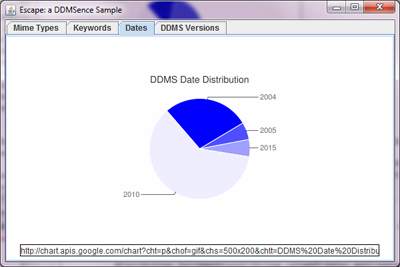 Escape: a DDMSence Sample
Mime Types Keywords Dates DDMS Versions
DDMS Date Distribution
2004
2005
2015
2010
http://chart.apis.google.com/chart?cht=p&chof=gif&chs=500x200&chtt=DDMS%20Date%20Distribu